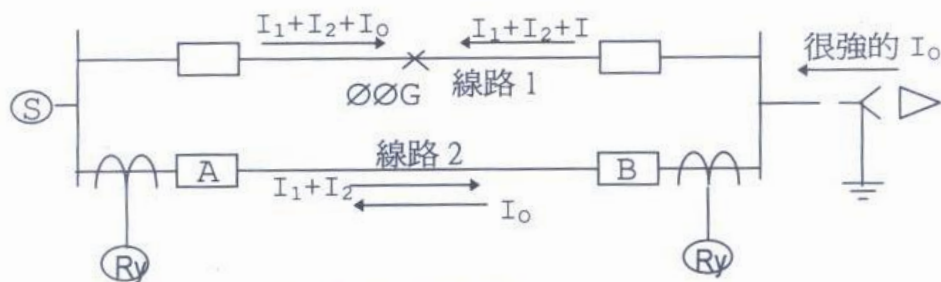 I₁+I₂+I₀
I₁+I₂+I
很強的 I₀
ØØG
線路 1
S
線路 2
A
B
I₁+I₂
I₀
Ry
Ry